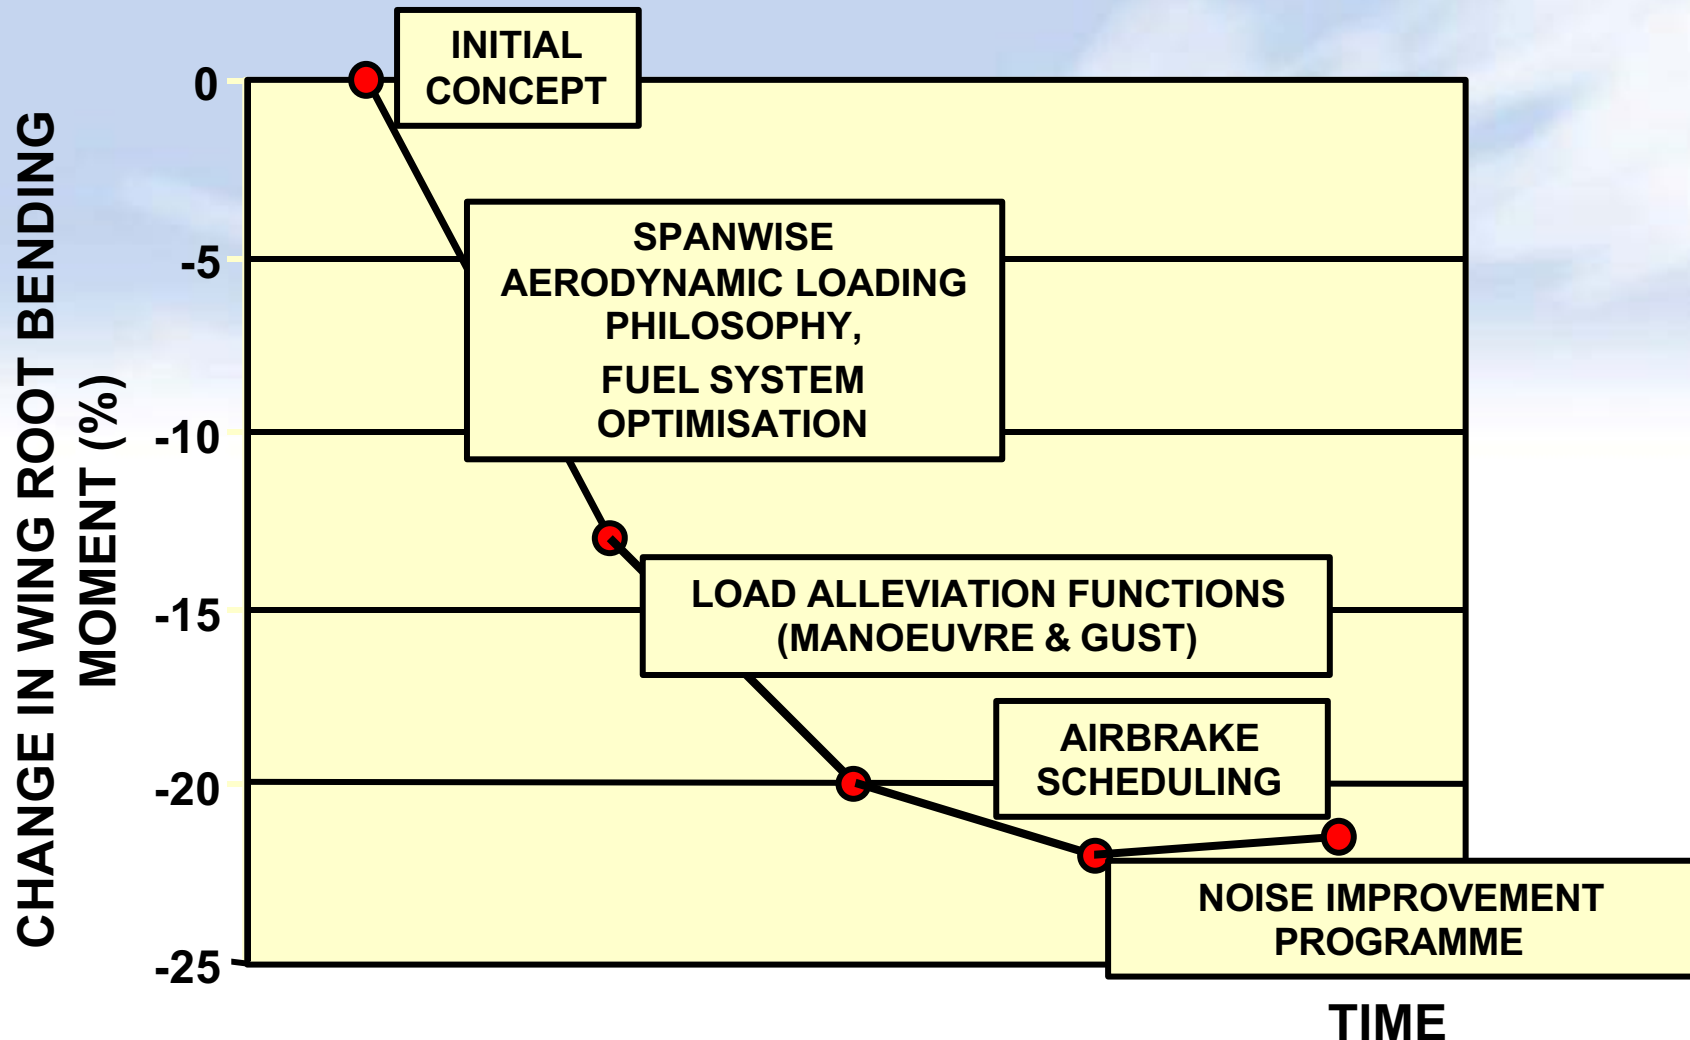 CHANGE IN WING ROOT BENDING
MOMENT (%)
0
-5
-10
-15
-20
-25
INITIAL
CONCEPT
SPANWISE
AERODYNAMIC LOADING
PHILOSOPHY,
FUEL SYSTEM
OPTIMISATION
LOAD ALLEVIATION FUNCTIONS
(MANOEUVRE & GUST)
AIRBRAKE
SCHEDULING
NOISE IMPROVEMENT
PROGRAMME
TIME